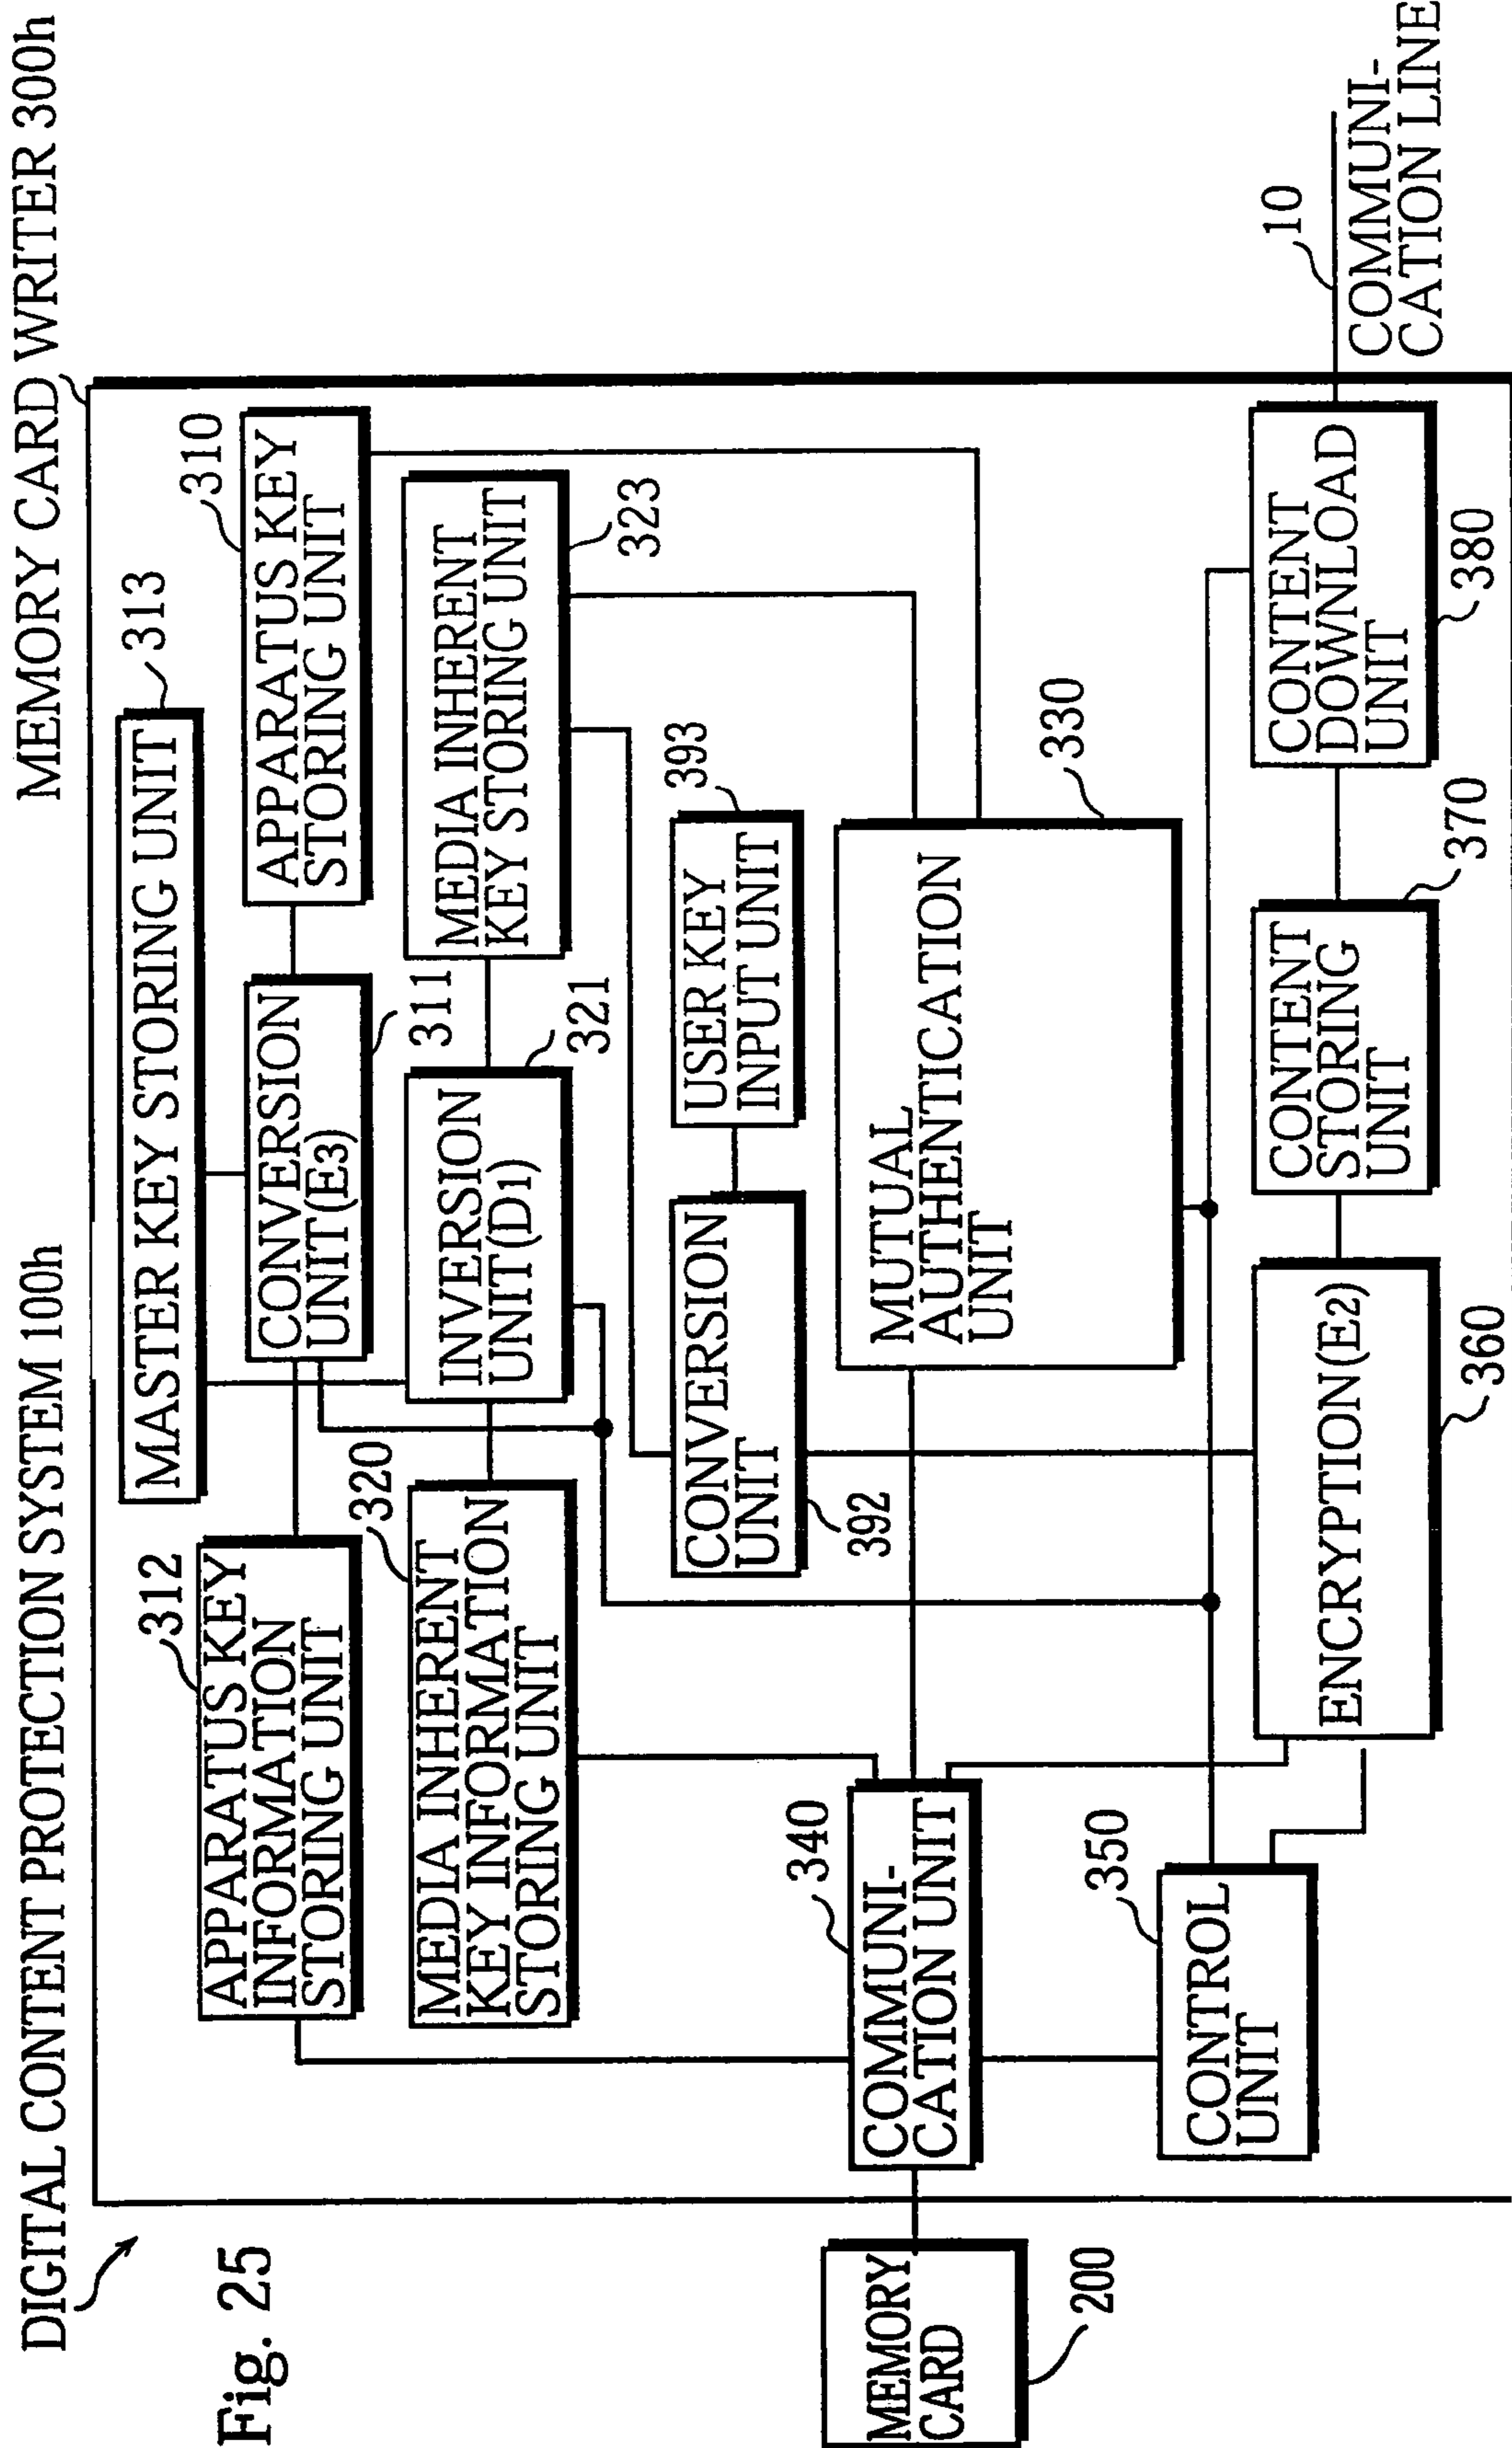 Fig. 25
DIGITAL CONTENT PROTECTION SYSTEM 100h
MEMORY CARD WRITER 300h
MASTER KEY STORING UNIT
313
312
APPARATUS KEY
INFORMATION
STORING UNIT
CONVERSION
UNIT(E3)
311
310
APPARATUS KEY
STORING UNIT
320
MEDIA INHERENT
KEY INFORMATION
STORING UNIT
INVERSION
UNIT(D1)
321
MEDIA INHERENT
KEY STORING UNIT
323
CONVERSION
UNIT
392
USER KEY
INPUT UNIT
393
MEMORY
CARD
200
340
COMMUNI-
CATION UNIT
MUTUAL
AUTHENTICATION
UNIT
330
350
CONTROL
UNIT
ENCRYPTION(E2)
360
CONTENT
STORING
UNIT
370
CONTENT
DOWNLOAD
UNIT
380
10
COMMUNI-
CATION LINE